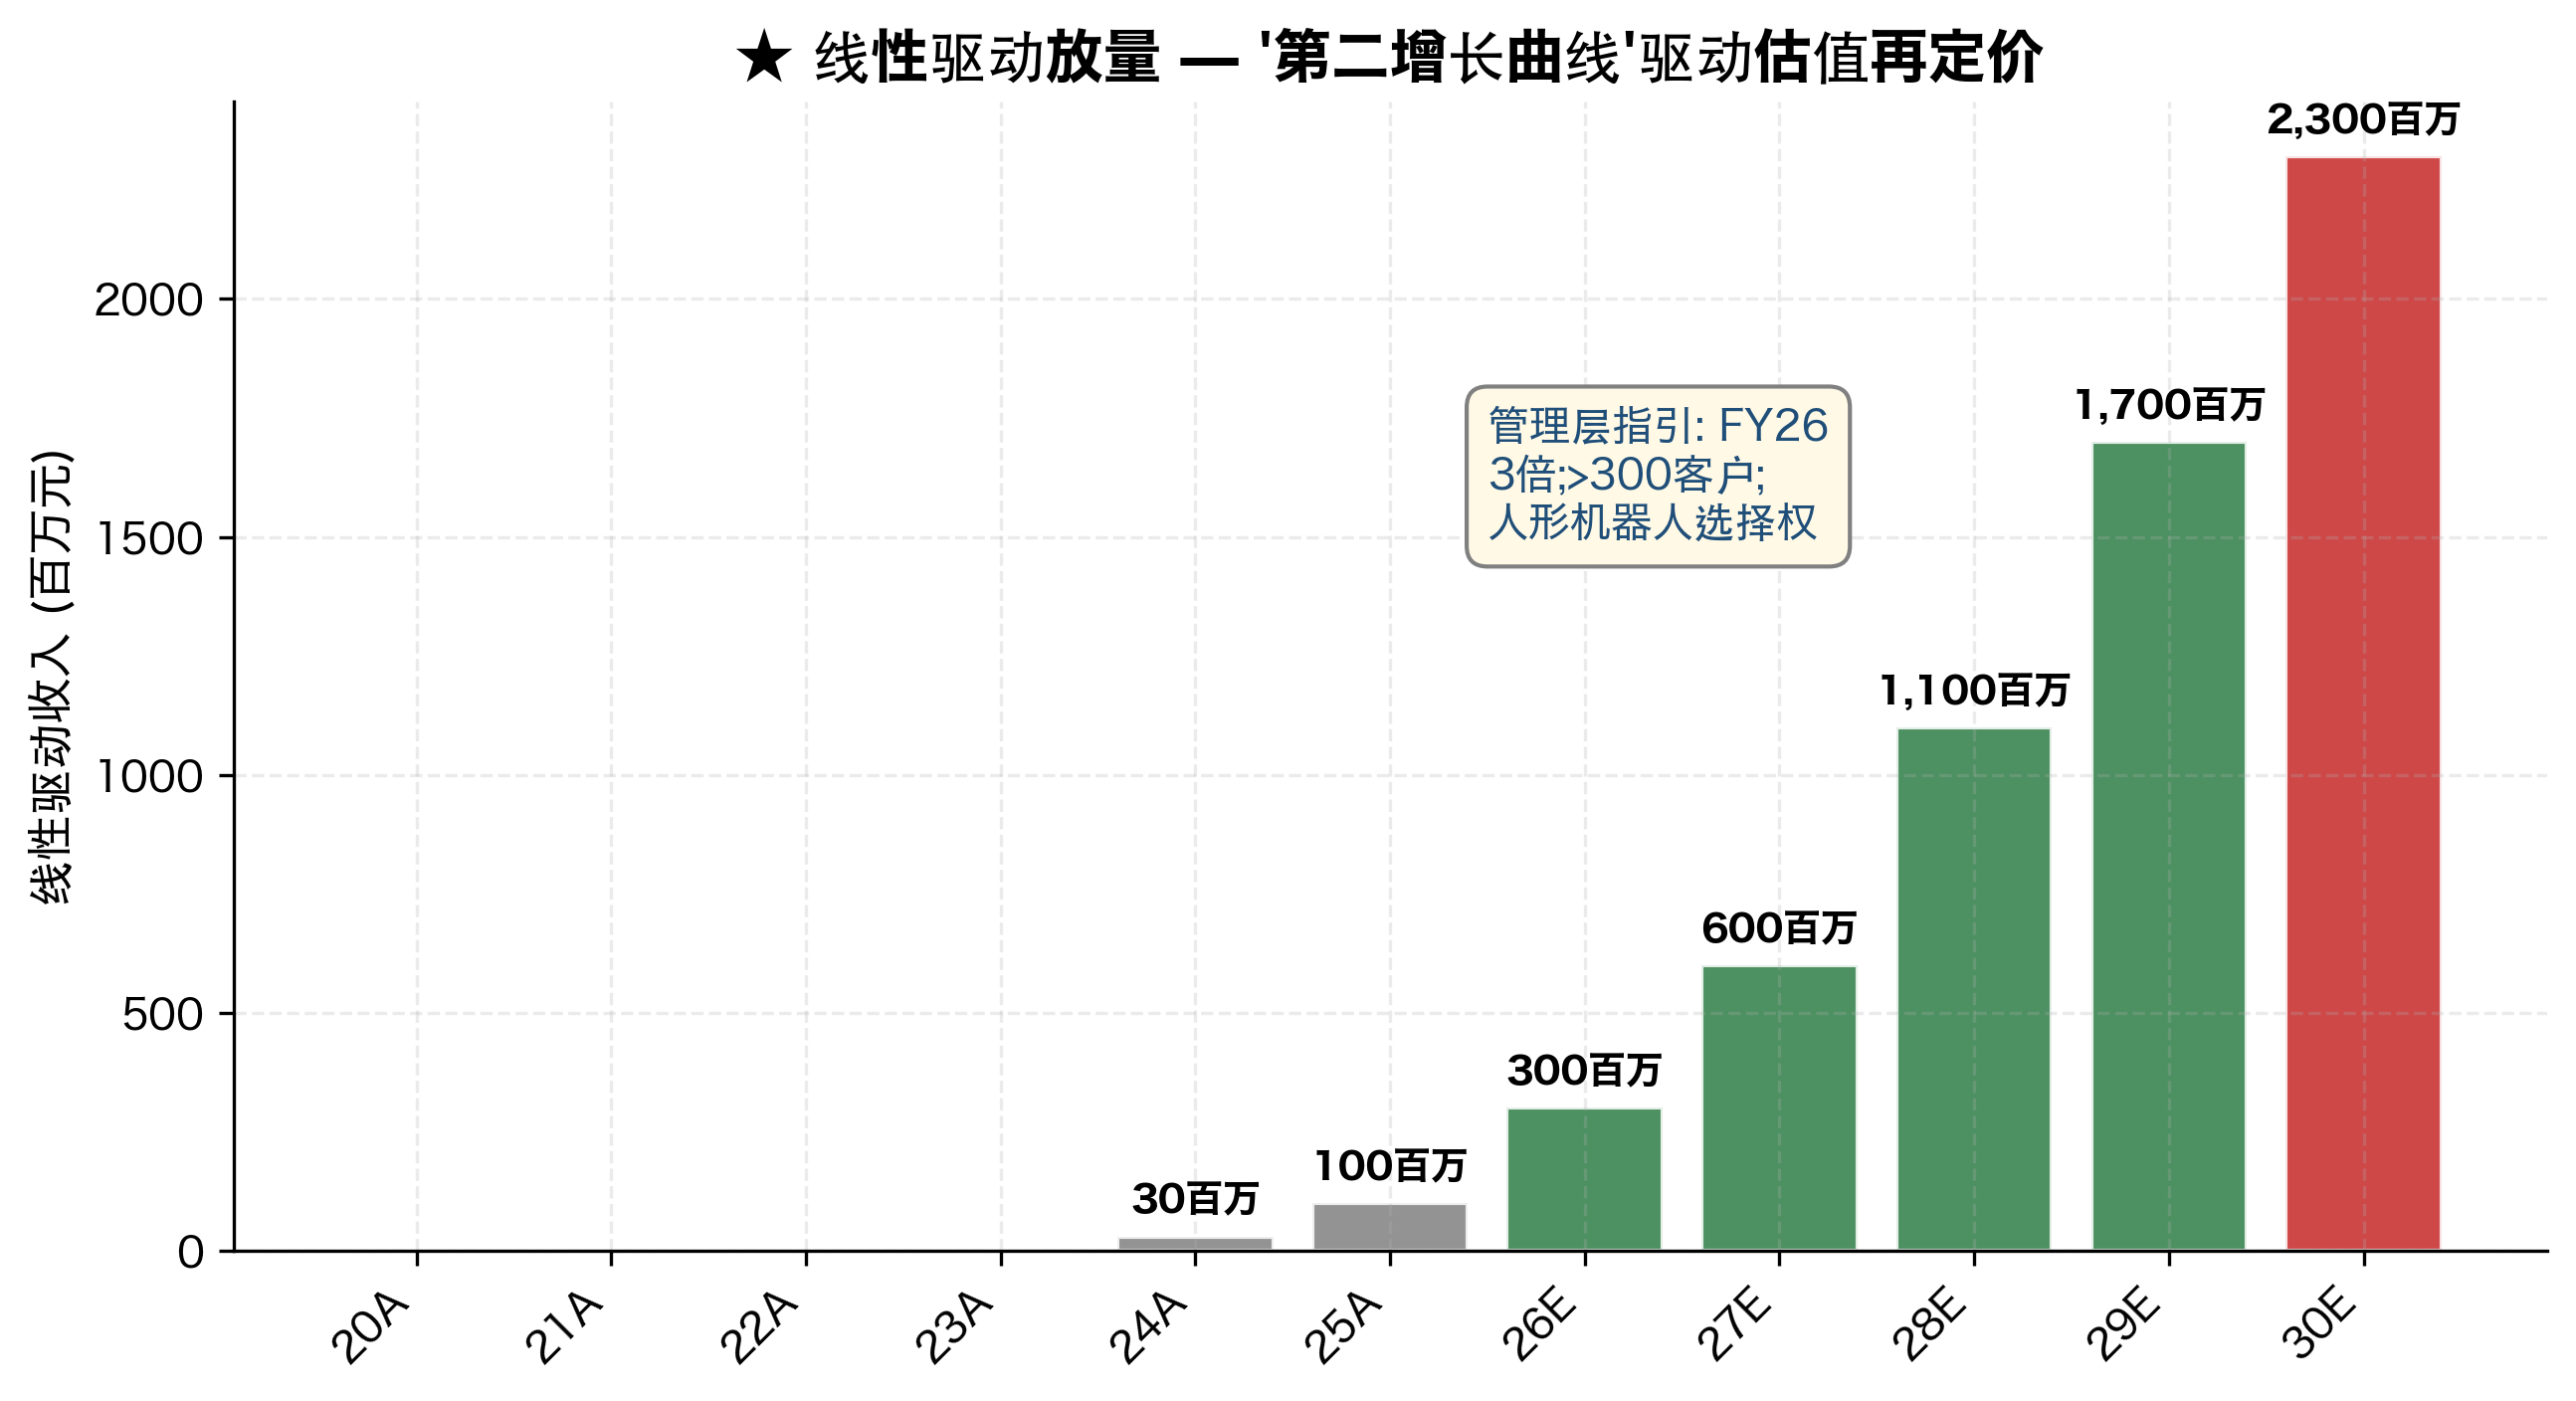 ★ 线性驱动放量 — '第二增长曲线'驱动估值再定价
线性驱动收入 (百万元)
2000
1500
1000
500
0
2,300百万
1,700百万
1,100百万
600百万
300百万
100百万
30百万
管理层指引: FY26
3倍;>300客户;
人形机器人选择权
20A
21A
22A
23A
24A
25A
26E
27E
28E
29E
30E